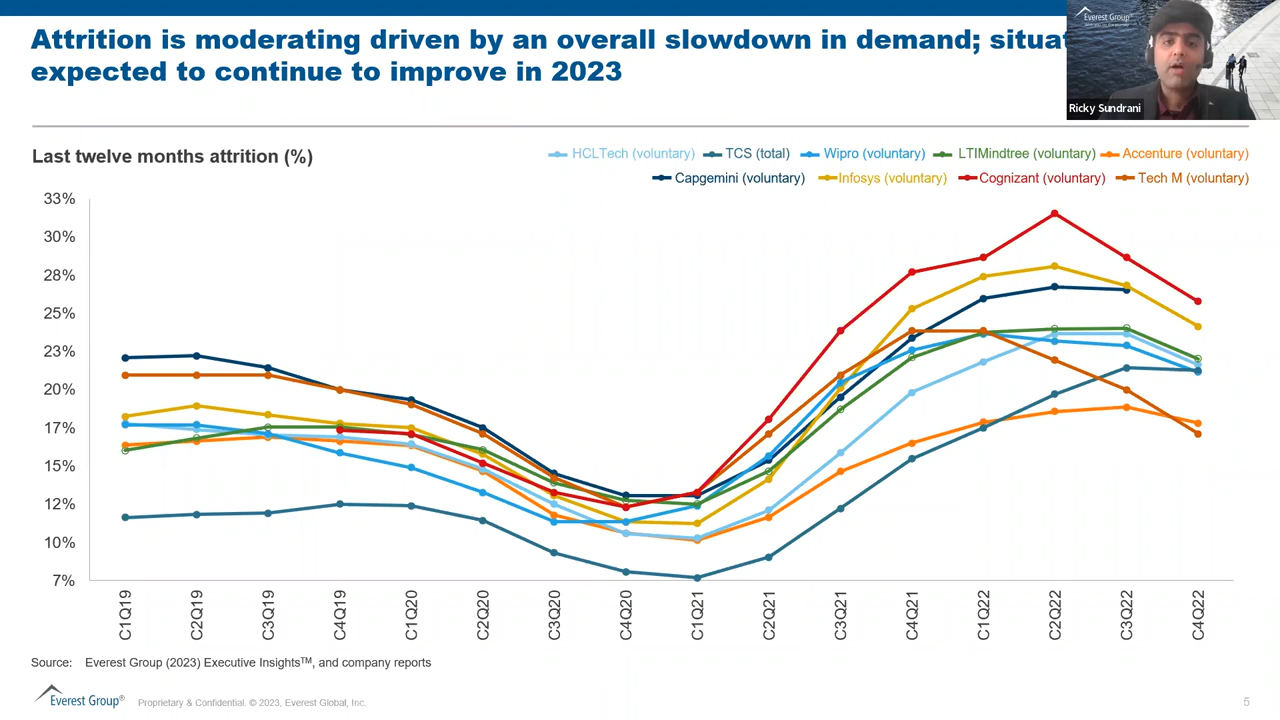 Attrition is moderating driven by an overall slowdown in demand;
expected to continue to improve in 2023
Everest Group
Ricky Sundrani
Last twelve months attrition (%)
HCLTech (voluntary) TCS (total) Wipro (voluntary) LTIMindtree (voluntary) Accenture (voluntary)
Capgemini (voluntary) Infosys (voluntary) Cognizant (voluntary) Tech M (voluntary)
33%
30%
28%
25%
23%
20%
17%
15%
12%
10%
7%
C1Q19 C2Q19 C3Q19 C4Q19 C1Q20 C2Q20 C3Q20 C4Q20 C1Q21 C2Q21 C3Q21 C4Q21 C1Q22 C2Q22 C3Q22 C4Q22
Source: Everest Group (2023) Executive Insights™, and company reports
Everest Group® Proprietary & Confidential. © 2023, Everest Global, Inc. 5